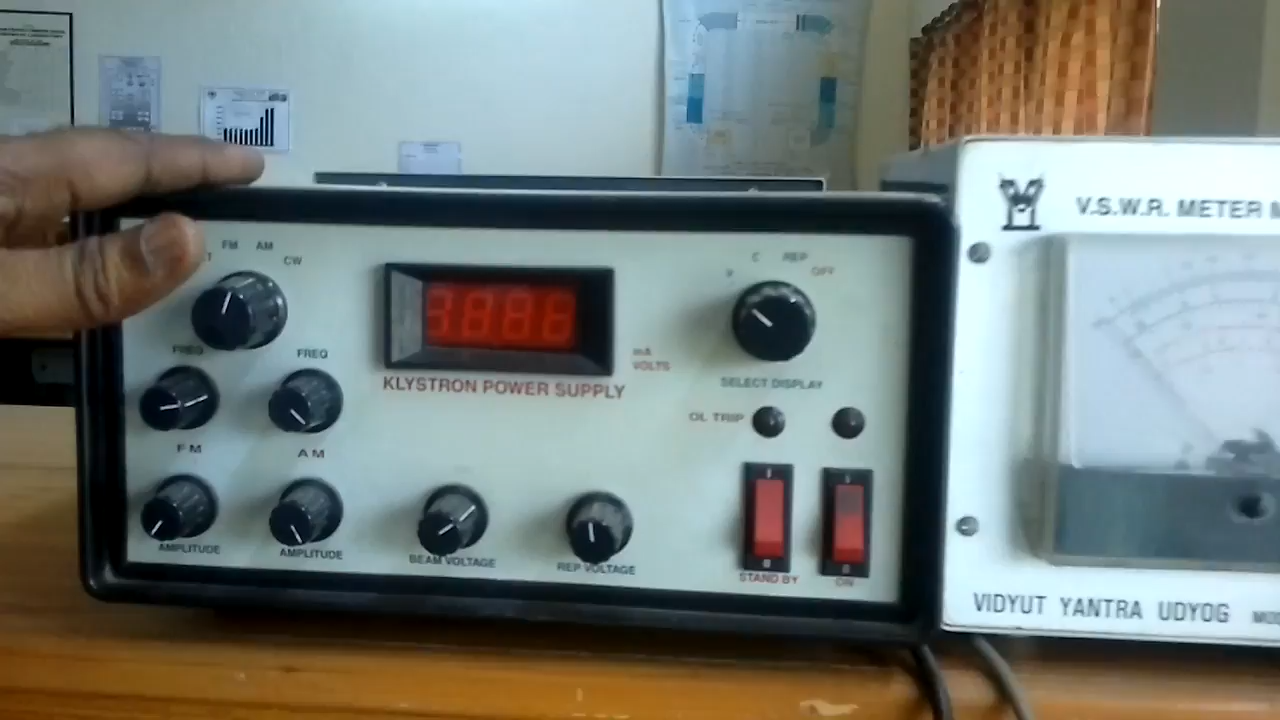 V.S.W.R. METER
FM AM
CW
C REP
OFF
FREQ FREQ
mA
VOLTS
KLYSTRON POWER SUPPLY
SELECT DISPLAY
OL TRIP
FM AM
AMPLITUDE AMPLITUDE BEAM VOLTAGE REP VOLTAGE
STAND BY ON
VIDYUT YANTRA UDYOG